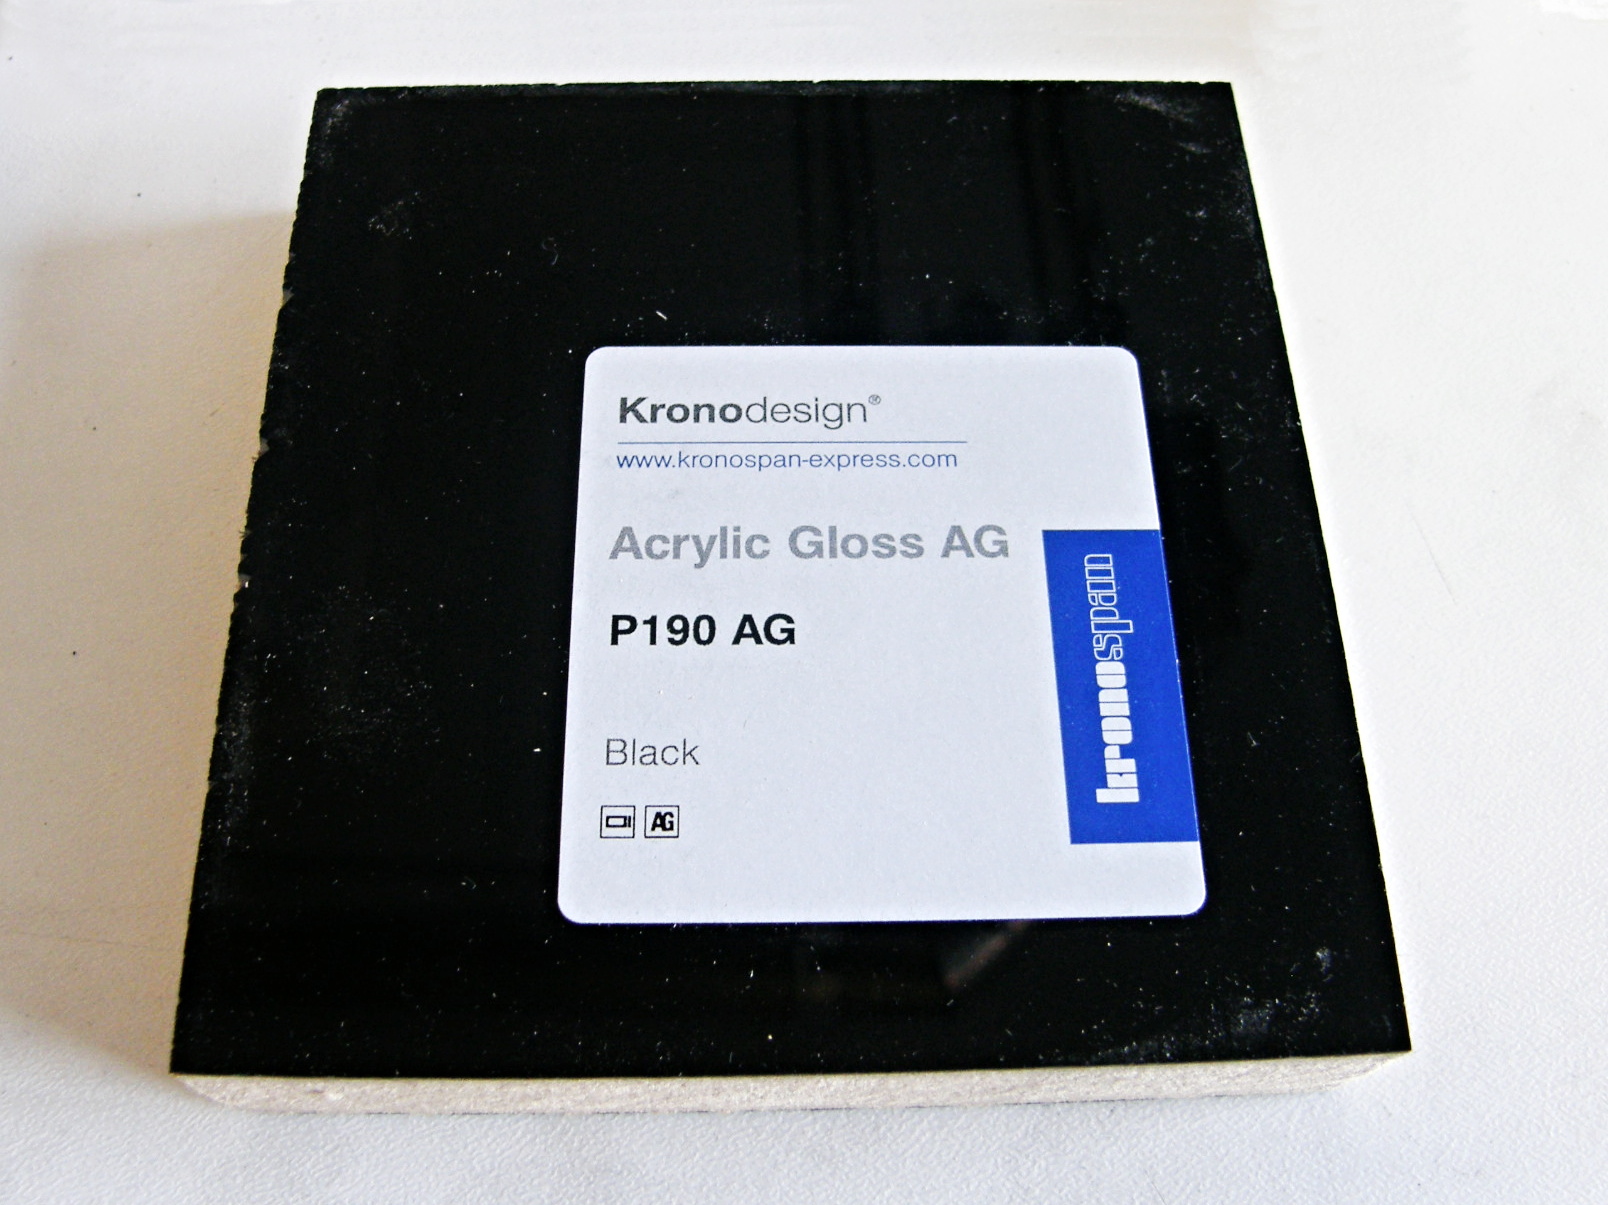 Kronodesign®
www.kronospan-express.com
Acrylic Gloss AG
P190 AG
Black
AG
kronospan